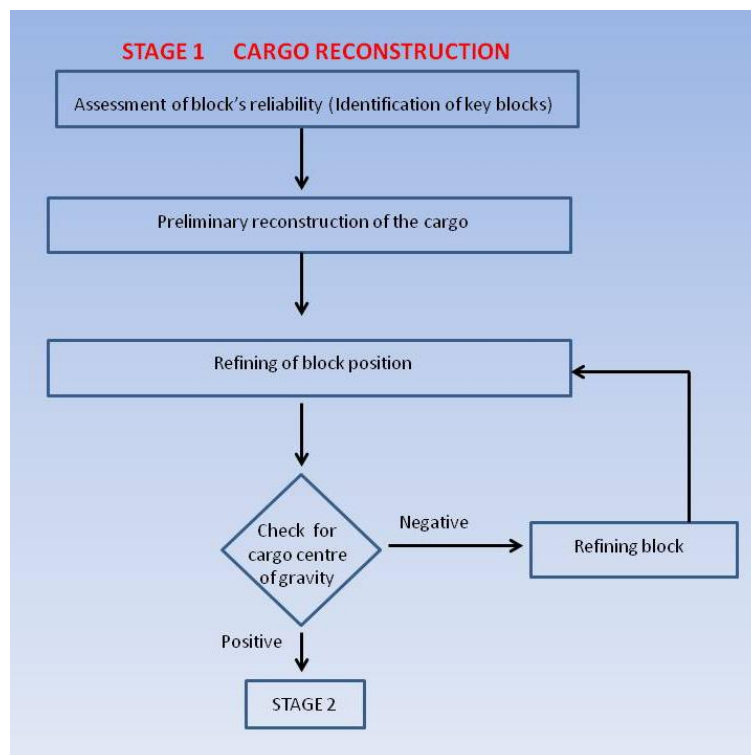 STAGE 1 CARGO RECONSTRUCTION
Assessment of block's reliability (Identification of key blocks)
Preliminary reconstruction of the cargo
Refining of block position
Check for
cargo centre
of gravity
Negative
Refining block
Positive
STAGE 2